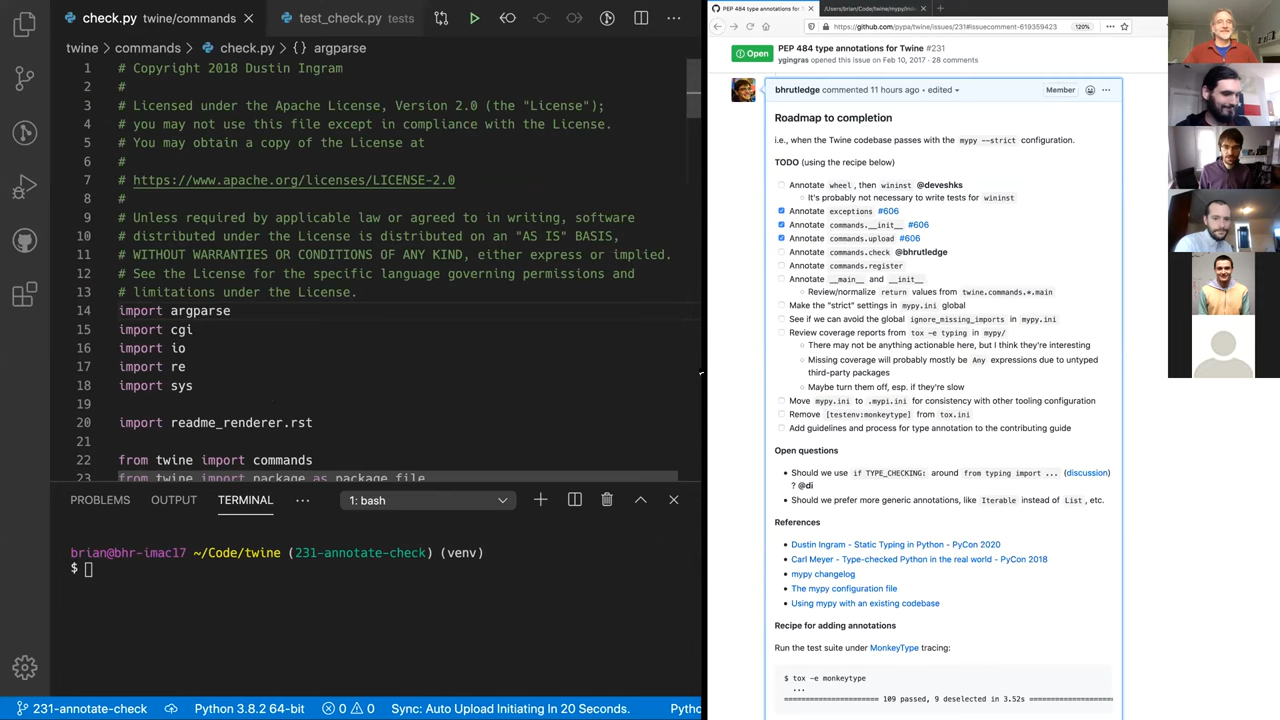 check.py
test_check.py
twine > commands > check.py > {} argparse
1 # Copyright 2018 Dustin Ingram
2 #
3 # Licensed under the Apache License, Version 2.0 (the "License");
4 # you may not use this file except in compliance with the License.
5 # You may obtain a copy of the License at
6 #
7 # https://www.apache.org/licenses/LICENSE-2.0
8 #
9 # Unless required by applicable law or agreed to in writing, software
10 # distributed under the License is distributed on an "AS IS" BASIS,
11 # WITHOUT WARRANTIES OR CONDITIONS OF ANY KIND, either express or implied.
12 # See the License for the specific language governing permissions and
13 # limitations under the License.
14 import argparse
15 import cgi
16 import io
17 import re
18 import sys
19
20 import readme_renderer.rst
21
22 from twine import commands
23 from twine import package as package_file
PROBLEMS OUTPUT TERMINAL ··· 1: bash
brian@bhr-imac17 ~/Code/twine (231-annotate-check) (venv)
$
231-annotate-check Python 3.8.2 64-bit 0 0 Sync: Auto Upload Initiating In 20 Seconds. Pytho
PEP 484 type annotations for T
https://github.com/pypa/twine/issues/231#issuecomment-619359423 120%
Open
PEP 484 type annotations for Twine #231
ygingras opened this issue on Feb 10, 2017 · 28 comments
bhrutledge commented 11 hours ago • edited Member
Roadmap to completion
i.e., when the Twine codebase passes with the mypy --strict configuration.
TODO (using the recipe below)
Annotate wheel, then wininst @deveshks
It's probably not necessary to write tests for wininst
Annotate exceptions #606
Annotate commands.__init__ #606
Annotate commands.upload #606
Annotate commands.check @bhrutledge
Annotate commands.register
Annotate __main__ and __init__
Review/normalize return values from twine.commands.*.main
Make the "strict" settings in mypy.ini global
See if we can avoid the global ignore_missing_imports in mypy.ini
Review coverage reports from tox -e typing in mypy/
There may not be anything actionable here, but I think they're interesting
Missing coverage will probably mostly be Any expressions due to untyped
third-party packages
Maybe turn them off, esp. if they're slow
Move mypy.ini to .mypi.ini for consistency with other tooling configuration
Remove [testenv:monkeytype] from tox.ini
Add guidelines and process for type annotation to the contributing guide
Open questions
Should we use if TYPE_CHECKING: around from typing import ... (discussion)
? @di
Should we prefer more generic annotations, like Iterable instead of List, etc.
References
Dustin Ingram - Static Typing in Python - PyCon 2020
Carl Meyer - Type-checked Python in the real world - PyCon 2018
mypy changelog
The mypy configuration file
Using mypy with an existing codebase
Recipe for adding annotations
Run the test suite under MonkeyType tracing:
$ tox -e monkeytype
...
===================== 109 passed, 9 deselected in 3.52s =====================